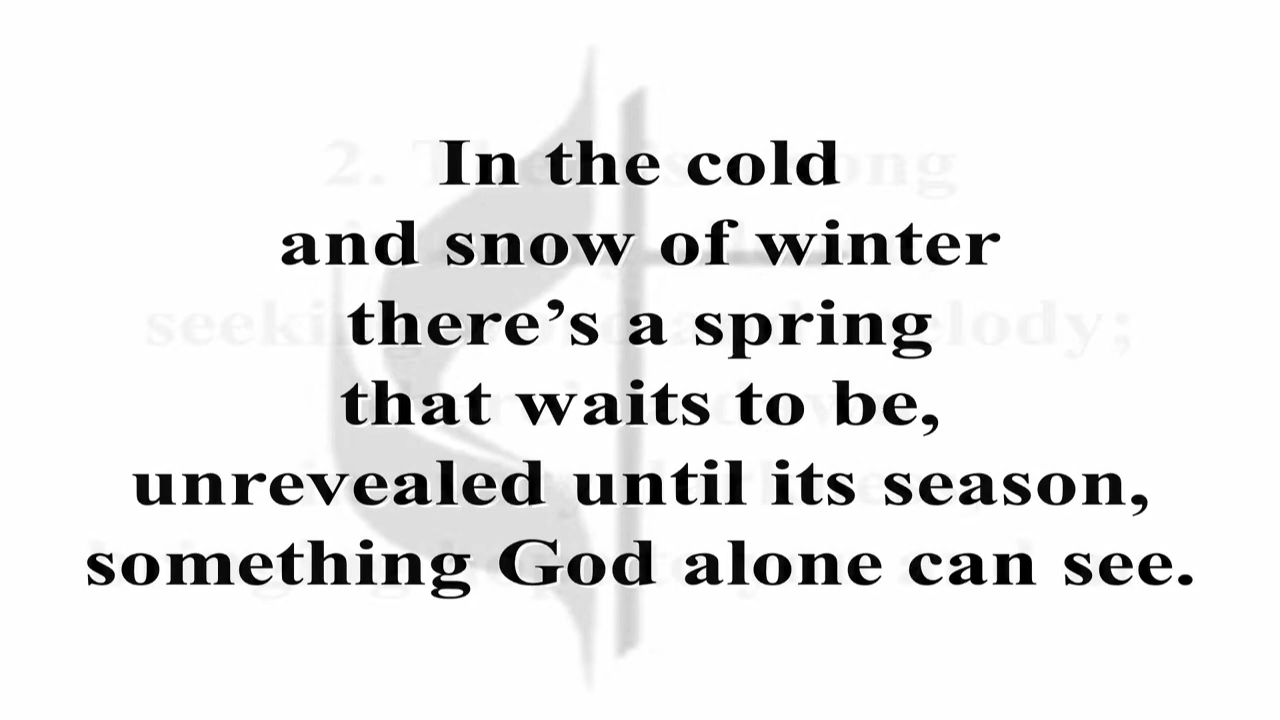 In the cold
and snow of winter
there’s a spring
that waits to be,
unrevealed until its season,
something God alone can see.